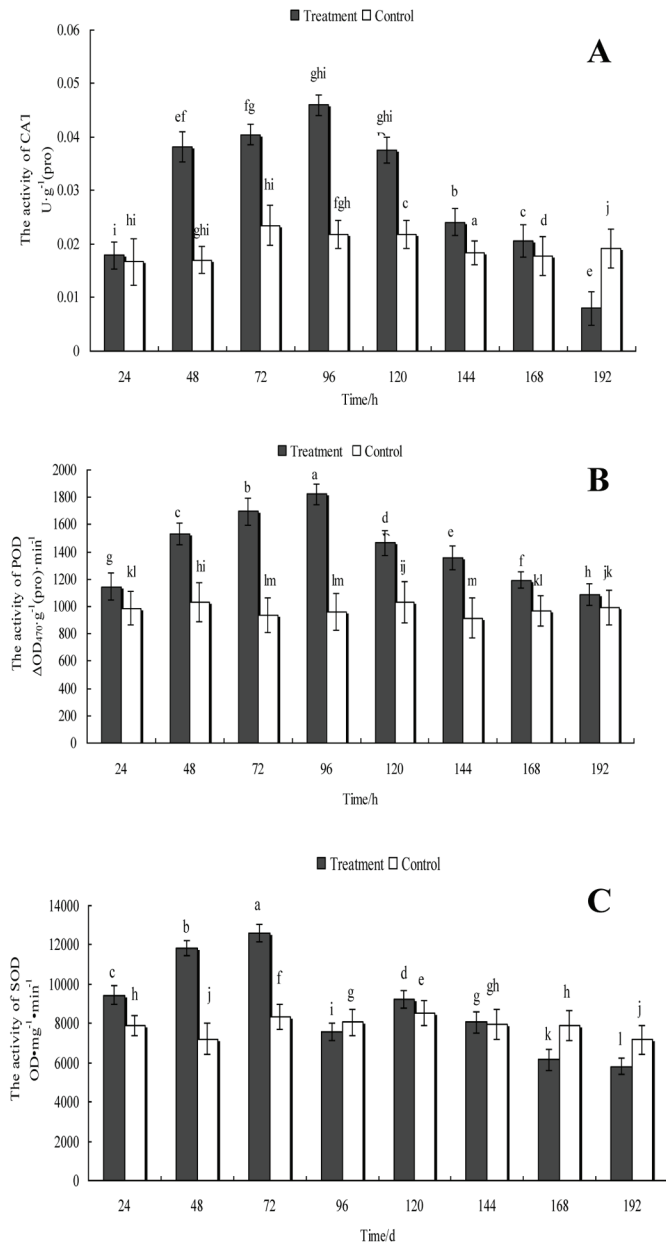 Treatment Control
A
0.06
0.05
0.04
0.03
0.02
0.01
0
The activity of CAT
U·g⁻¹(pro)
i hi ef ghi fg hi ghi fgh ghi c b a c d e j
24 48 72 96 120 144 168 192
Time/h
Treatment Control
B
2000
1800
1600
1400
1200
1000
800
600
400
200
0
The activity of POD
ΔOD₄₇₀·g⁻¹(pro)·min⁻¹
g kl c hi b lm a lm d ij e m f kl h jk
24 48 72 96 120 144 168 192
Time/h
Treatment Control
C
14000
12000
10000
8000
6000
4000
2000
0
The activity of SOD
OD•mg⁻¹•min⁻¹
c h b j a f i g d e g gh k h l j
24 48 72 96 120 144 168 192
Time/d